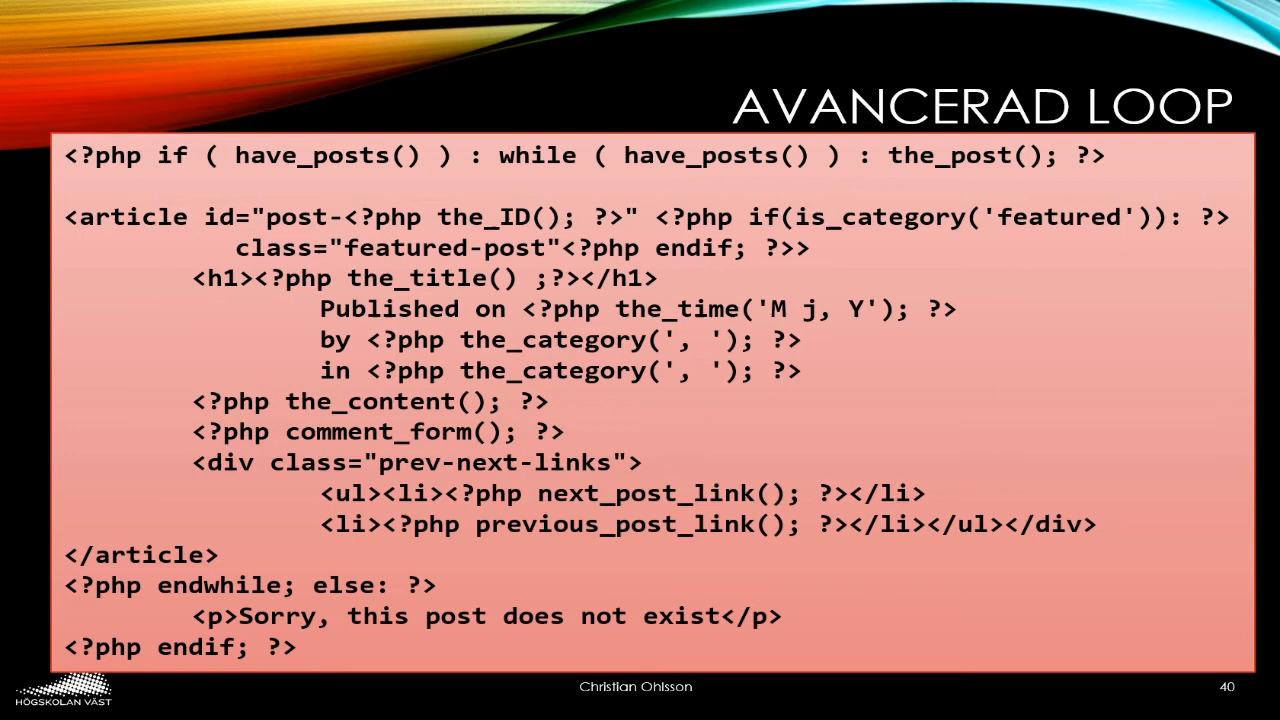 AVANCERAD LOOP
<?php if ( have_posts() ) : while ( have_posts() ) : the_post(); ?>
<article id="post-<?php the_ID(); ?>" <?php if(is_category('featured')): ?>
class="featured-post"<?php endif; ?>>
<h1><?php the_title() ;?></h1>
Published on <?php the_time('M j, Y'); ?>
by <?php the_category(', '); ?>
in <?php the_category(', '); ?>
<?php the_content(); ?>
<?php comment_form(); ?>
<div class="prev-next-links">
<ul><li><?php next_post_link(); ?></li>
<li><?php previous_post_link(); ?></li></ul></div>
</article>
<?php endwhile; else: ?>
<p>Sorry, this post does not exist</p>
<?php endif; ?>
HÖGSKOLAN VÄST
Christian Ohlsson
40